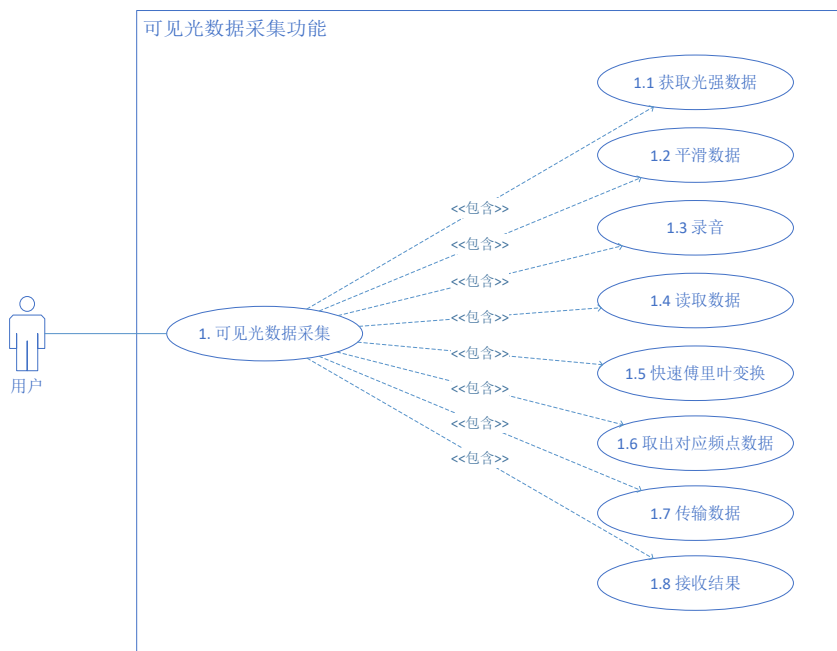 可见光数据采集功能
1.1 获取光强数据
1.2 平滑数据
<<包含>>
1.3 录音
<<包含>>
<<包含>>
1.4 读取数据
<<包含>>
1. 可见光数据采集
<<包含>>
1.5 快速傅里叶变换
用户
<<包含>>
<<包含>>
1.6 取出对应频点数据
<<包含>>
1.7 传输数据
1.8 接收结果